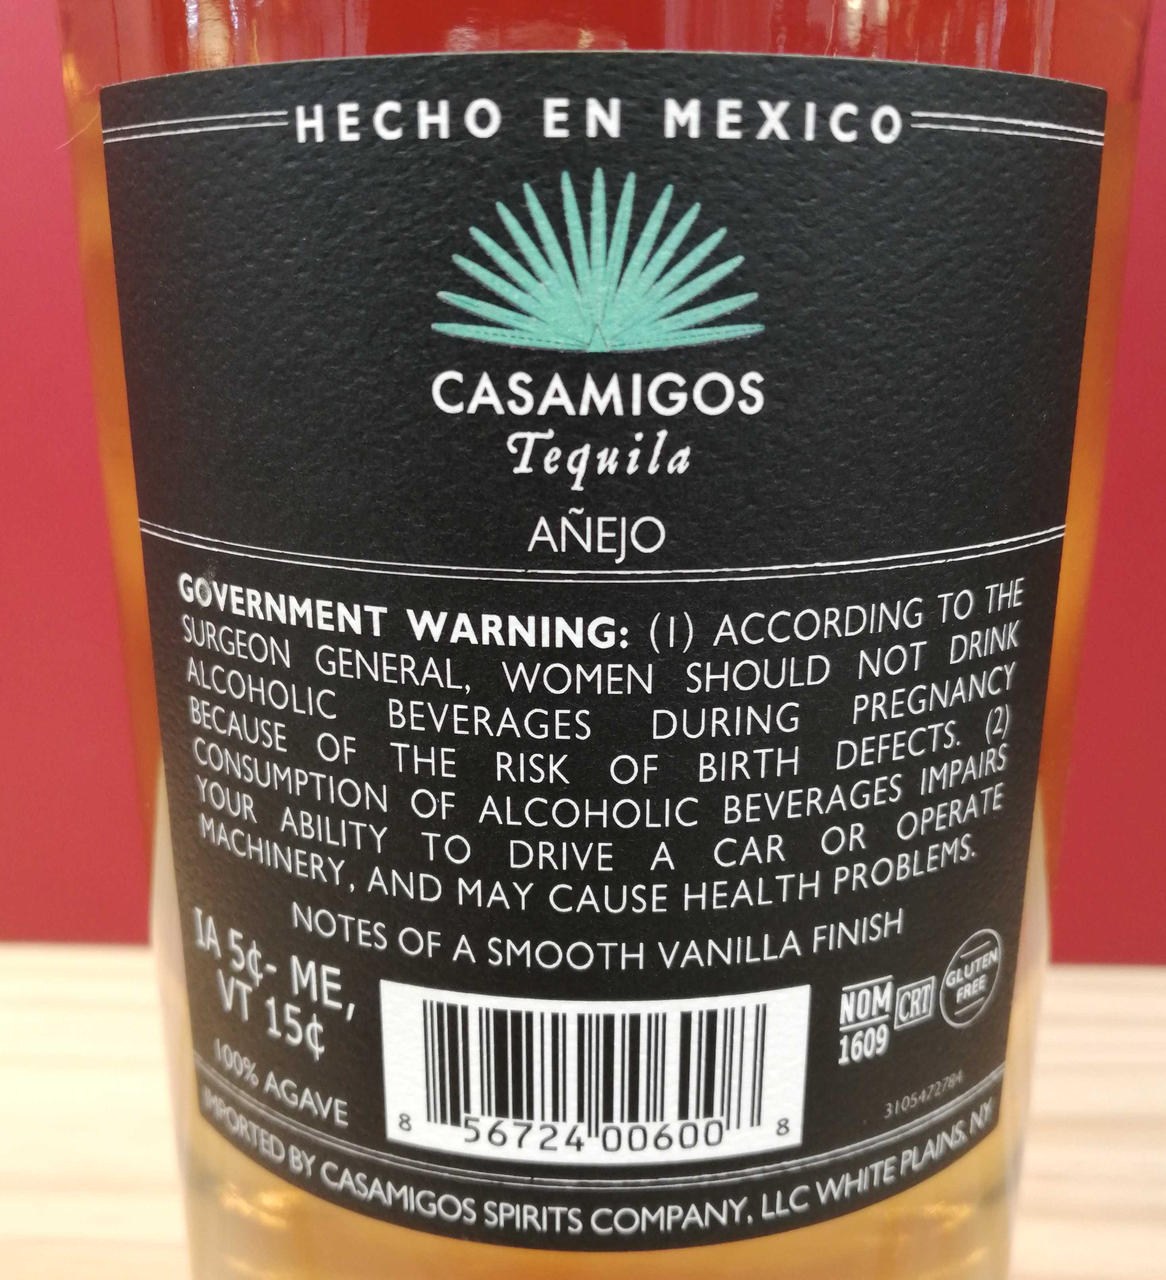 HECHO EN MEXICO
CASAMIGOS
Tequila
AÑEJO
GOVERNMENT WARNING: (1) ACCORDING TO THE
SURGEON GENERAL, WOMEN SHOULD NOT DRINK
ALCOHOLIC BEVERAGES DURING PREGNANCY
BECAUSE OF THE RISK OF BIRTH DEFECTS. (2)
CONSUMPTION OF ALCOHOLIC BEVERAGES IMPAIRS
YOUR ABILITY TO DRIVE A CAR OR OPERATE
MACHINERY, AND MAY CAUSE HEALTH PROBLEMS.
NOTES OF A SMOOTH VANILLA FINISH
IA 5¢- ME,
VT 15¢
100% AGAVE
8 56724 00600 8
NOM
1609
CRT
GLUTEN
FREE
3105472784
IMPORTED BY CASAMIGOS SPIRITS COMPANY, LLC WHITE PLAINS, NY